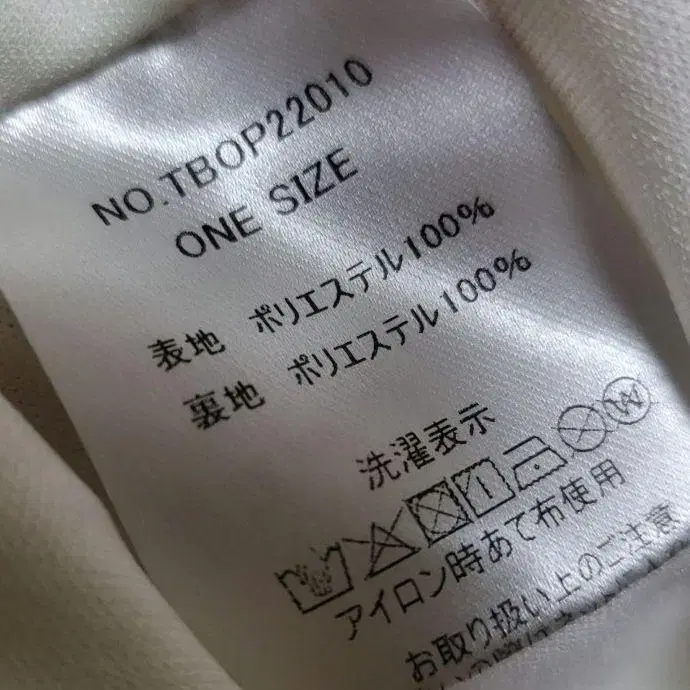 NO.TBOP22010
ONE SIZE
表地 ポリエステル100%
裏地 ポリエステル100%
洗濯表示
アイロン時あて布使用
お取り扱い上のご注意